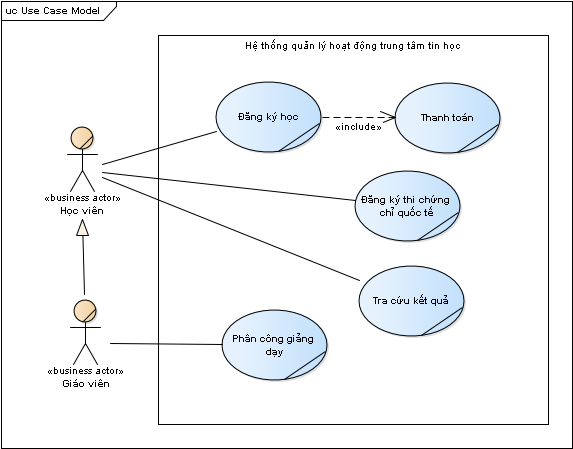 uc Use Case Model
Hệ thống quản lý hoạt động trung tâm tin học
Đăng ký học
«include»
Thanh toán
«business actor»
Học viên
Đăng ký thi chứng
chỉ quốc tế
Tra cứu kết quả
Phân công giảng
dạy
«business actor»
Giáo viên